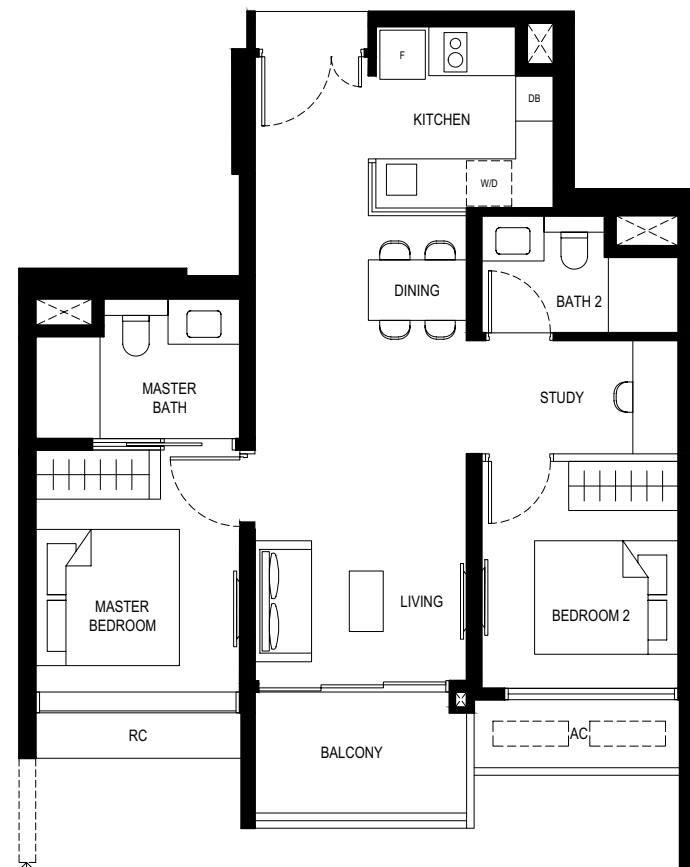 F
DB
KITCHEN
W/D
DINING
BATH 2
MASTER
BATH
STUDY
MASTER
BEDROOM
LIVING
BEDROOM 2
RC
BALCONY
AC